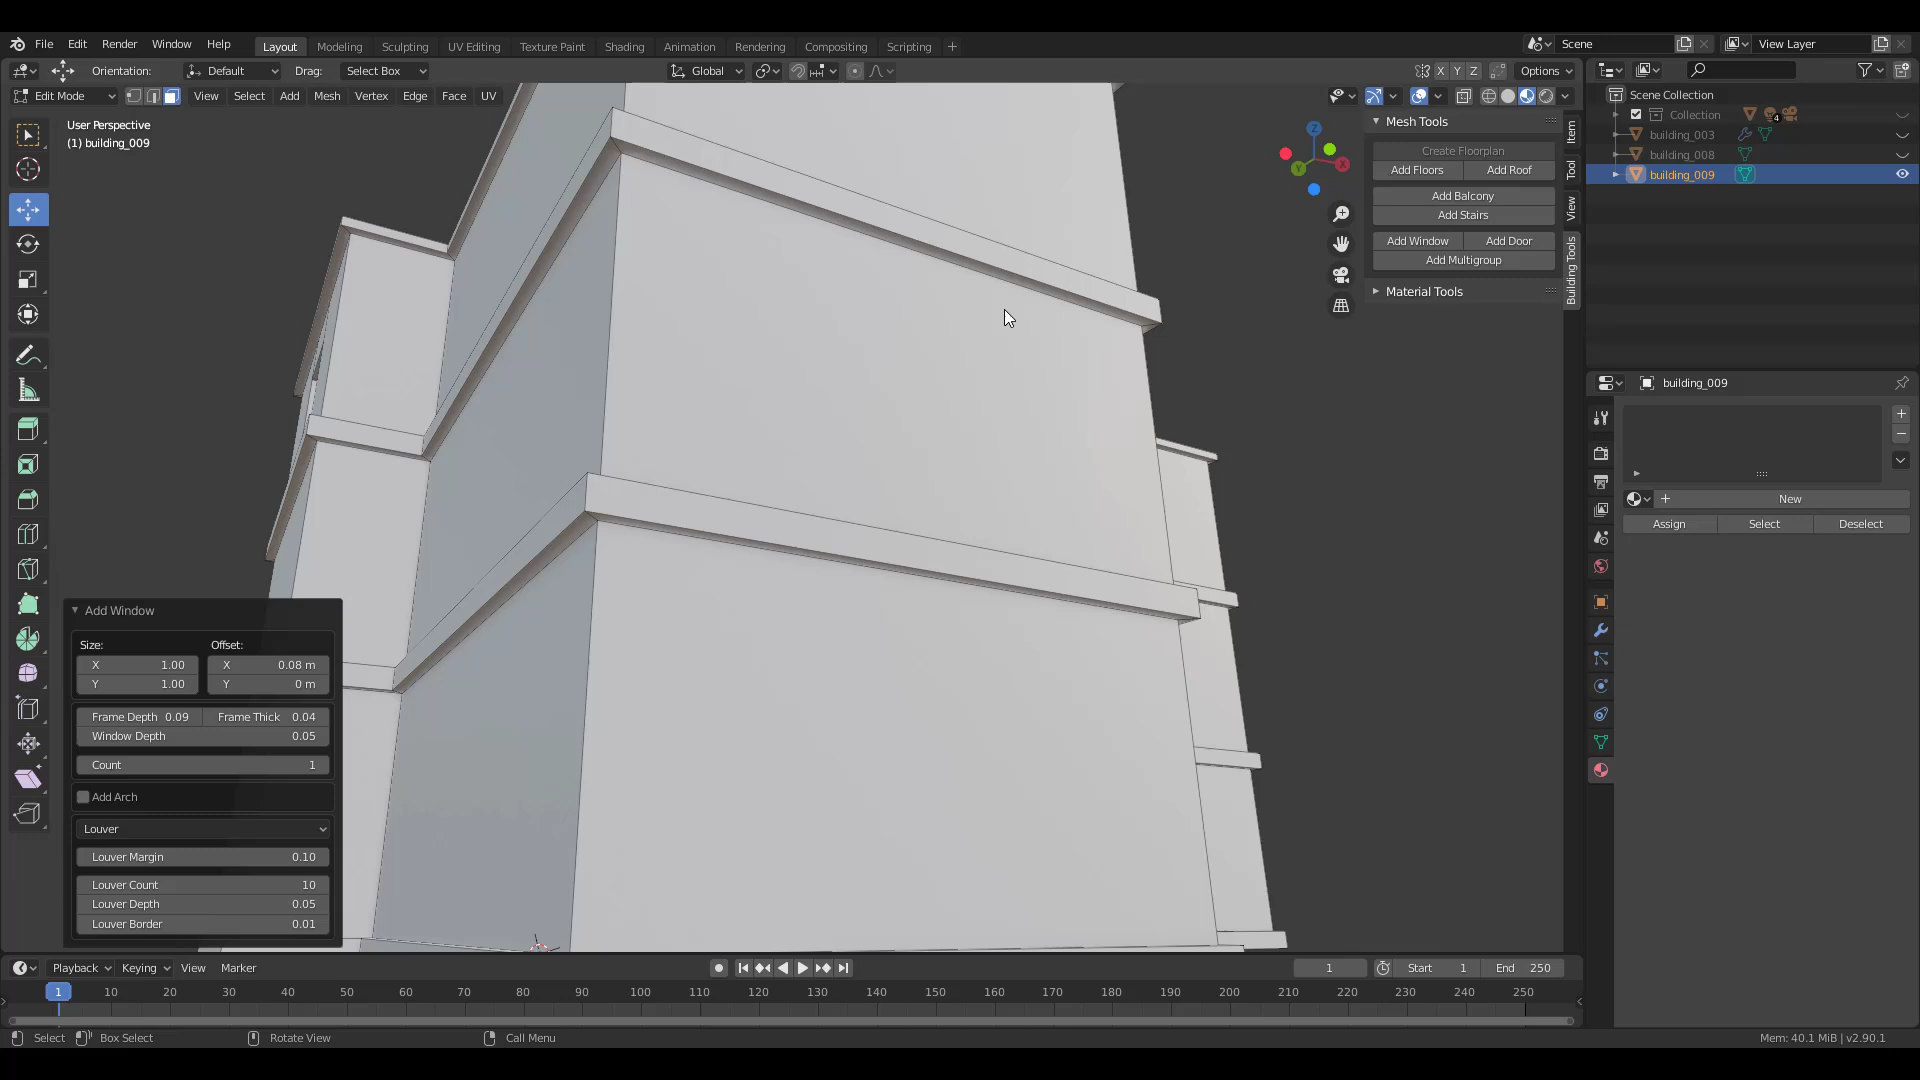 File Edit Render Window Help Layout Modeling Sculpting UV Editing Texture Paint Shading Animation Rendering Compositing Scripting + Scene View Layer
Orientation: Default Drag: Select Box Global X Y Z Options
Edit Mode View Select Add Mesh Vertex Edge Face UV
User Perspective
(1) building_009
Z
Y
X
Mesh Tools
Create Floorplan
Add Floors Add Roof
Add Balcony
Add Stairs
Add Window Add Door
Add Multigroup
Material Tools
Item
Tool
View
Building Tools
Scene Collection
Collection 4
building_003
building_008
building_009
building_009
New
Assign Select Deselect
Add Window
Size: Offset:
X 1.00 X 0.08 m
Y 1.00 Y 0 m
Frame Depth 0.09 Frame Thick 0.04
Window Depth 0.05
Count 1
Add Arch
Louver
Louver Margin 0.10
Louver Count 10
Louver Depth 0.05
Louver Border 0.01
Playback Keying View Marker 1 Start 1 End 250
1 10 20 30 40 50 60 70 80 90 100 110 120 130 140 150 160 170 180 190 200 210 220 230 240 250
Select Box Select Rotate View Call Menu Mem: 40.1 MiB | v2.90.1